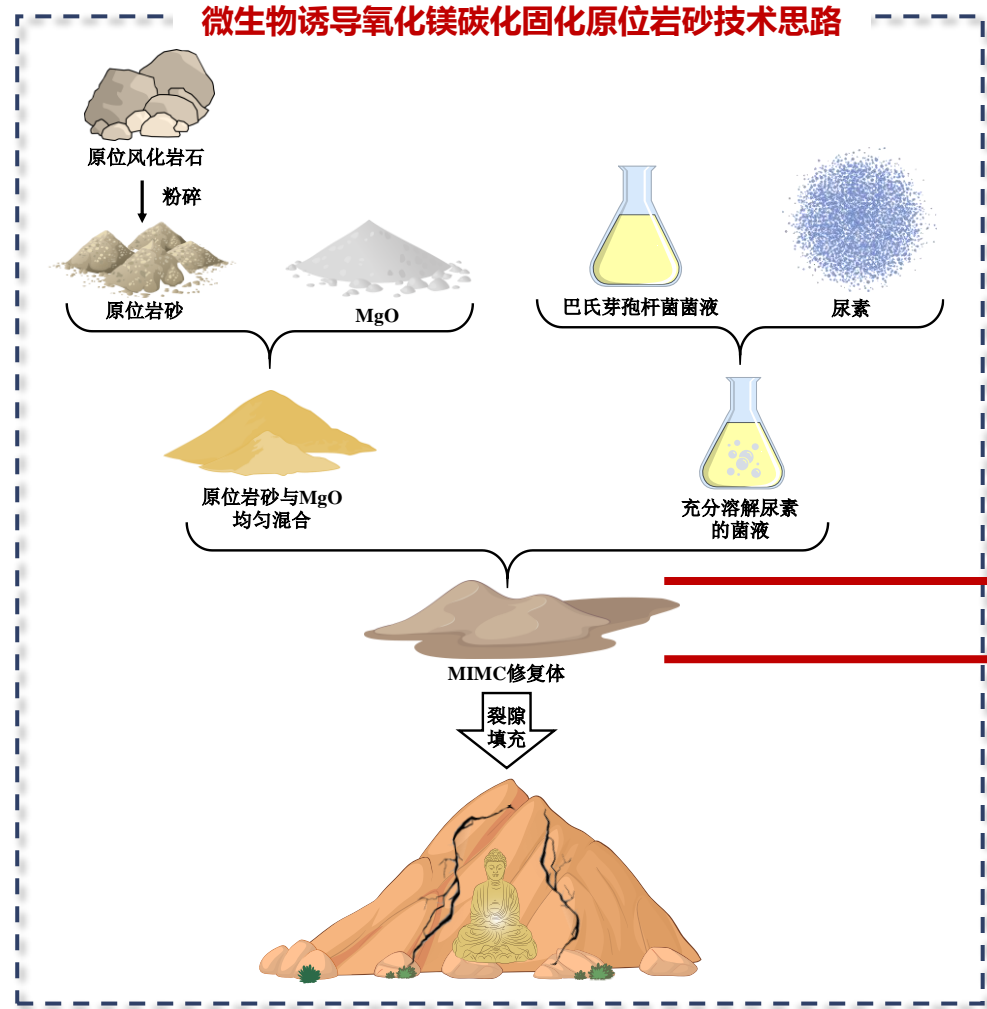 微生物诱导氧化镁碳化固化原位岩砂技术思路
原位风化岩石
粉碎
原位岩砂
MgO
巴氏芽孢杆菌菌液
尿素
原位岩砂与MgO
均匀混合
充分溶解尿素
的菌液
MIMC修复体
裂隙
填充